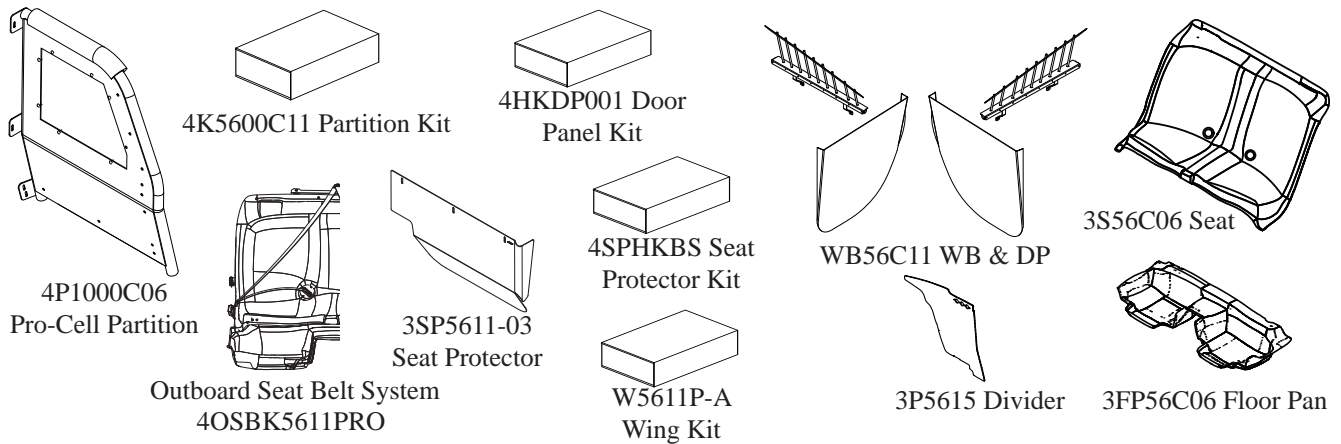 4K5600C11 Partition Kit
4HKDP001 Door
Panel Kit
4P1000C06
Pro-Cell Partition
Outboard Seat Belt System
4OSBK5611PRO
3SP5611-03
Seat Protector
4SPHKBS Seat
Protector Kit
W5611P-A
Wing Kit
WB56C11 WB & DP
3S56C06 Seat
3P5615 Divider
3FP56C06 Floor Pan